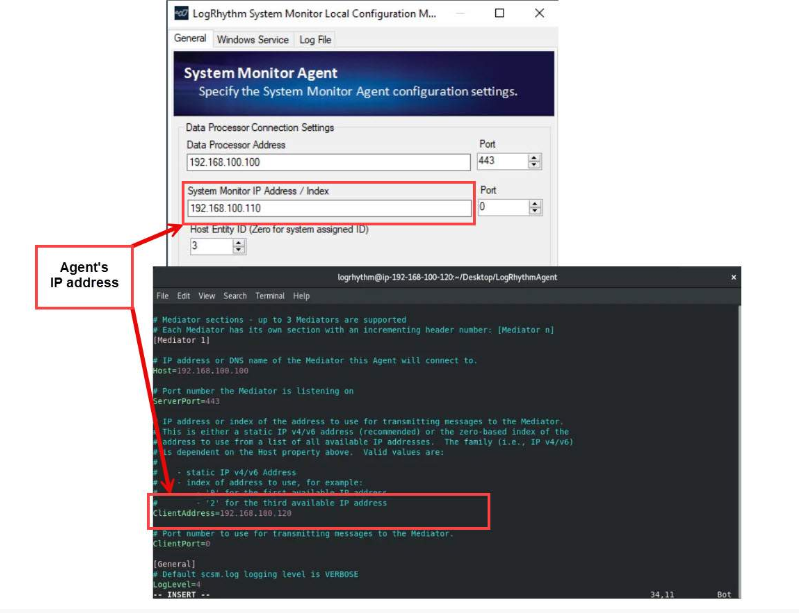 LogRhythm System Monitor Local Configuration M...
General Windows Service Log File
System Monitor Agent
Specify the System Monitor Agent configuration settings.
Data Processor Connection Settings
Data Processor Address Port
192.168.100.100 443
System Monitor IP Address / Index Port
192.168.100.110 0
Host Entity ID (Zero for system assigned ID)
3
Agent's
IP address
logrhythm@ip-192-168-100-120:~/Desktop/LogRhythmAgent
File Edit View Search Terminal Help
# Mediator sections - up to 3 Mediators are supported
# Each Mediator has its own section with an incrementing header number: [Mediator n]
[Mediator 1]
# IP address or DNS name of the Mediator this Agent will connect to.
Host=192.168.100.100
# Port number the Mediator is listening on
ServerPort=443
# IP address or index of the address to use for transmitting messages to the Mediator.
# This is either a static IP v4/v6 address (recommended) or the zero-based index of the
# address to use from a list of all available IP addresses. The family (i.e., IP v4/v6)
# is dependent on the Host property above. Valid values are:
#
# - static IP v4/v6 Address
# - index of address to use, for example:
# - '0' for the first available IP address
# - '2' for the third available IP address
ClientAddress=192.168.100.120
# Port number to use for transmitting messages to the Mediator.
ClientPort=0
[General]
# Default scsm.log logging level is VERBOSE
LogLevel=4
-- INSERT -- 34,11 Bot